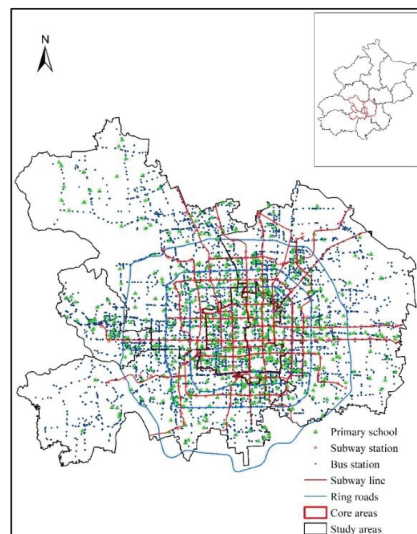 N
Primary school
Subway station
Bus station
Subway line
Ring roads
Core areas
Study areas